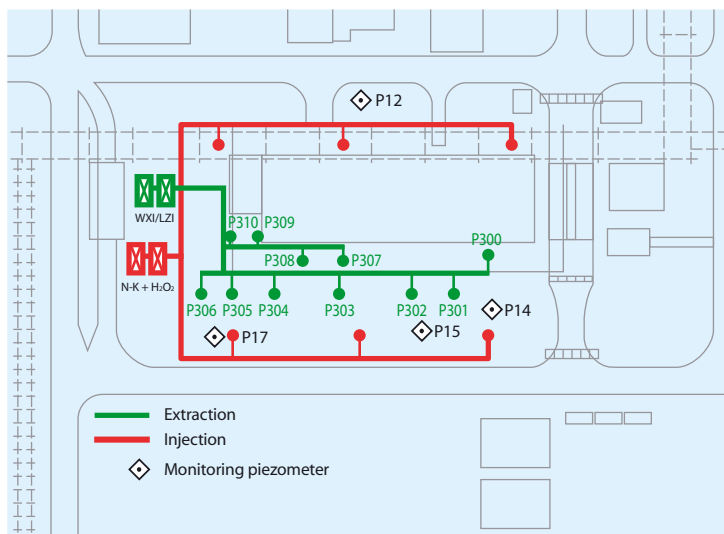 P12
WXI/LZI
P310
P309
P300
P308
P307
N-K + H₂O₂
P306
P305
P304
P303
P302
P301
P14
P17
P15
Extraction
Injection
Monitoring piezometer